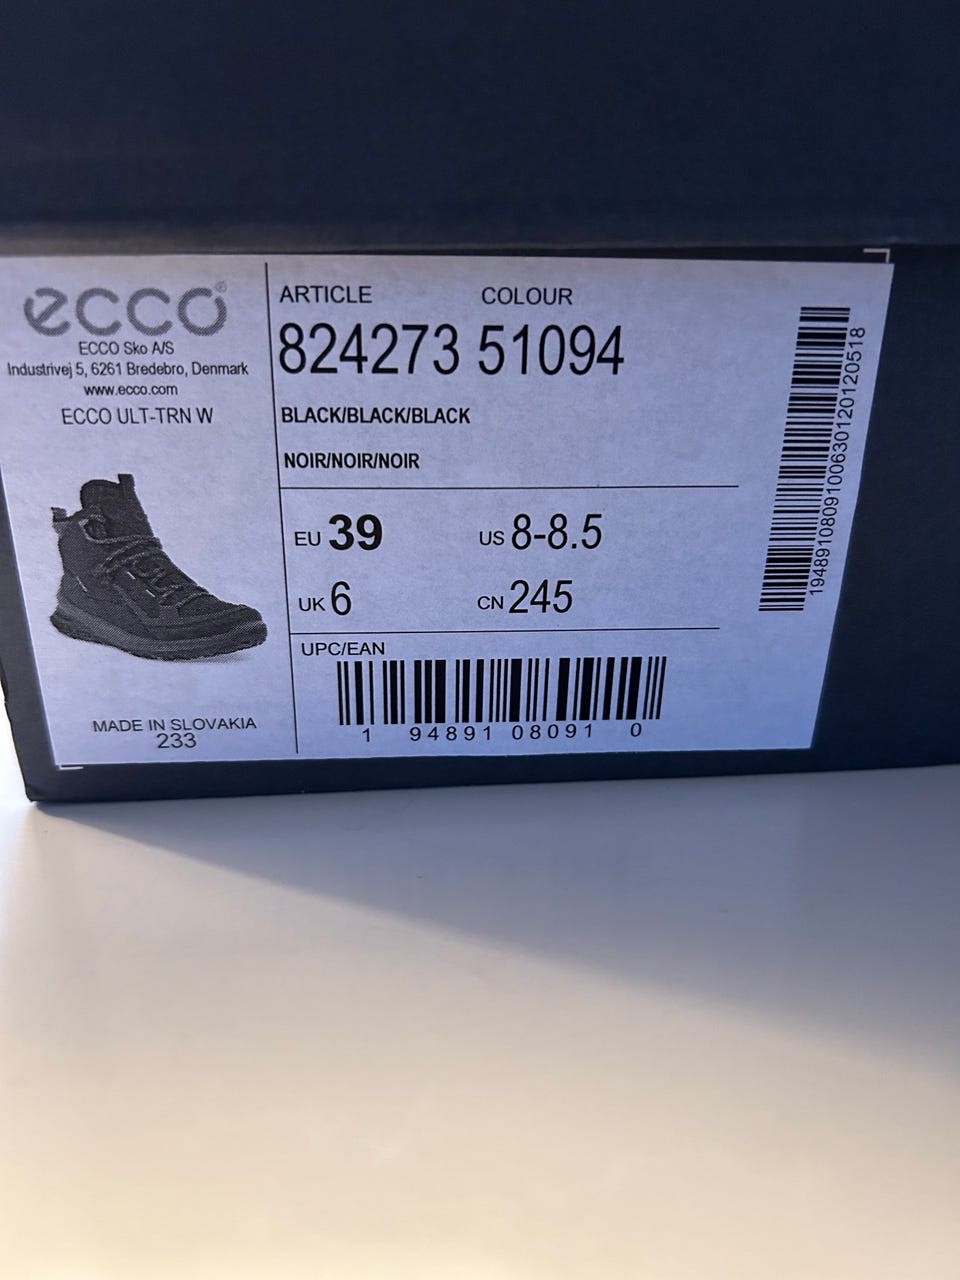 ecco®
ECCO Sko A/S
Industrivej 5, 6261 Bredebro, Denmark
www.ecco.com
ECCO ULT-TRN W
MADE IN SLOVAKIA
233
ARTICLE COLOUR
824273 51094
BLACK/BLACK/BLACK
NOIR/NOIR/NOIR
EU 39 US 8-8.5
UK 6 CN 245
UPC/EAN
1 94891 08091 0
19489108091006301201205​18